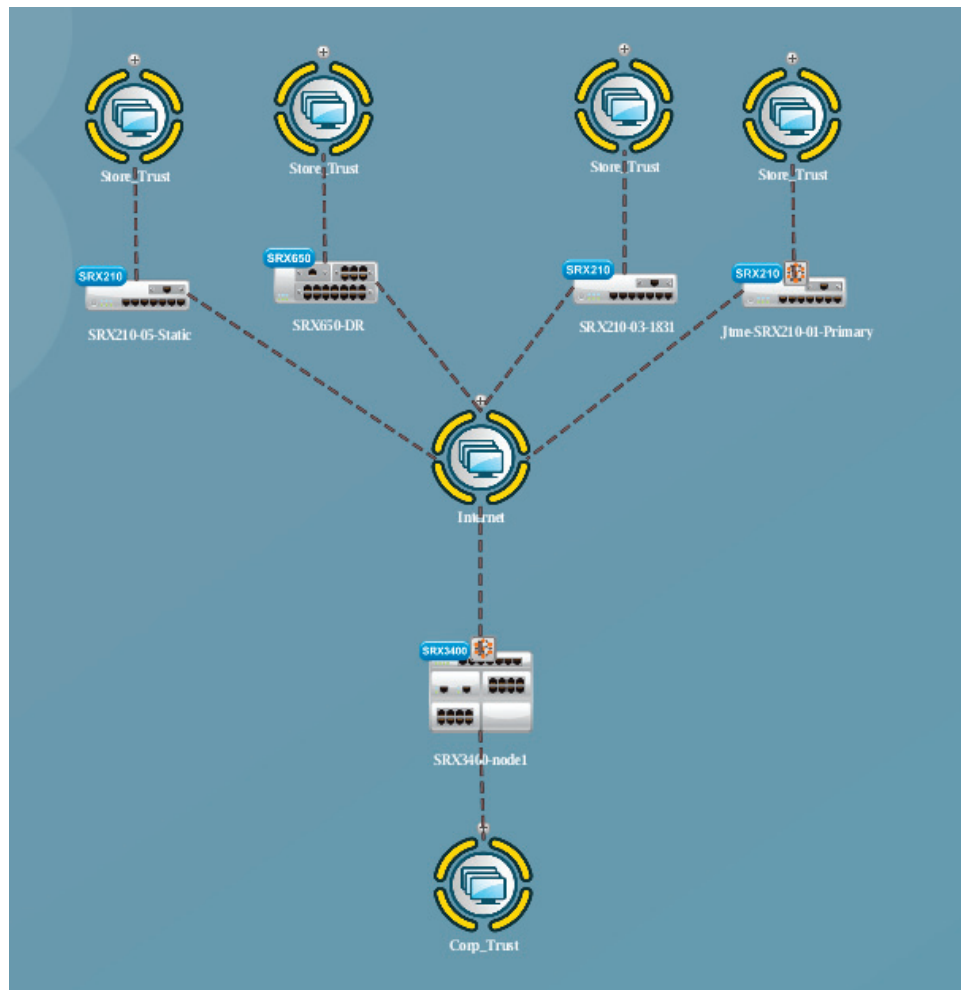 Store_Trust
Store_Trust
Store_Trust
Store_Trust
SRX210
SRX650
SRX210
SRX210
SRX210-05-Static
SRX650-DR
SRX210-03-1831
Jtme-SRX210-01-Primary
Internet
SRX3400
SRX3400-node1
Corp_Trust